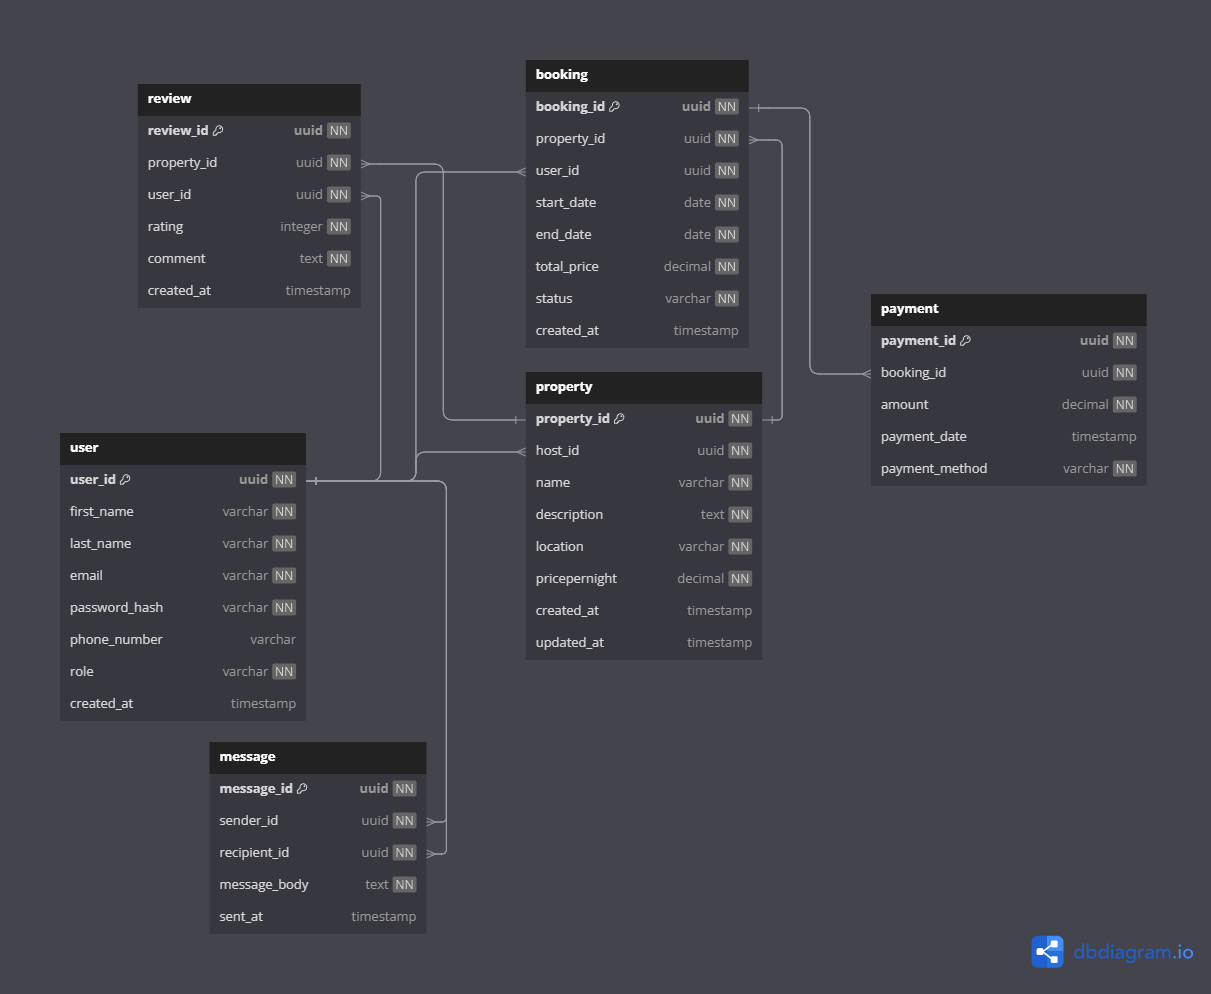 review
review_id uuid NN
property_id uuid NN
user_id uuid NN
rating integer NN
comment text NN
created_at timestamp
booking
booking_id uuid NN
property_id uuid NN
user_id uuid NN
start_date date NN
end_date date NN
total_price decimal NN
status varchar NN
created_at timestamp
payment
payment_id uuid NN
booking_id uuid NN
amount decimal NN
payment_date timestamp
payment_method varchar NN
property
property_id uuid NN
host_id uuid NN
name varchar NN
description text NN
location varchar NN
pricepernight decimal NN
created_at timestamp
updated_at timestamp
user
user_id uuid NN
first_name varchar NN
last_name varchar NN
email varchar NN
password_hash varchar NN
phone_number varchar
role varchar NN
created_at timestamp
message
message_id uuid NN
sender_id uuid NN
recipient_id uuid NN
message_body text NN
sent_at timestamp
dbdiagram.io